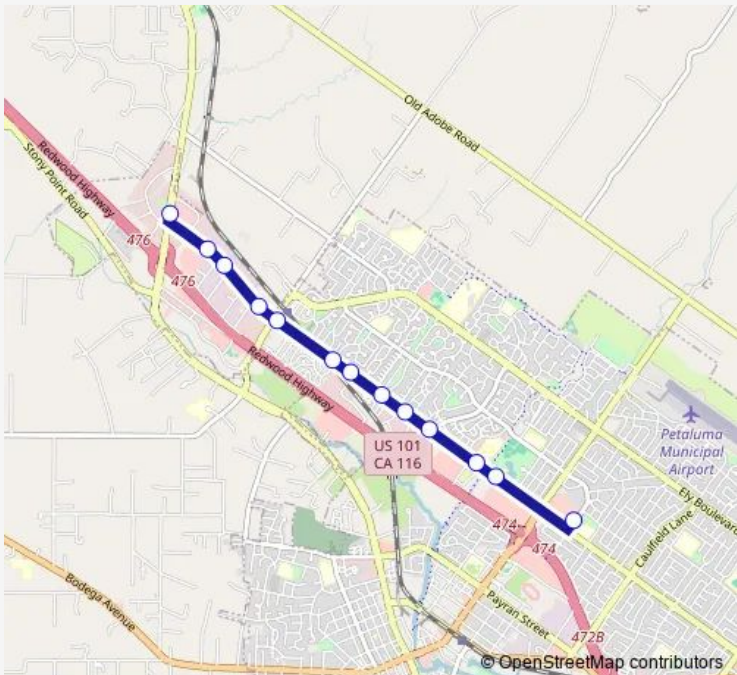 Old Adobe Road
Redwood Highway
Stony Point Road
476
476
Redwood Highway
US 101
CA 116
Petaluma
Municipal
Airport
Ely Boulevard
Caulfield Lane
474
474
Payran Street
Bodega Avenue
472B
© OpenStreetMap contributors